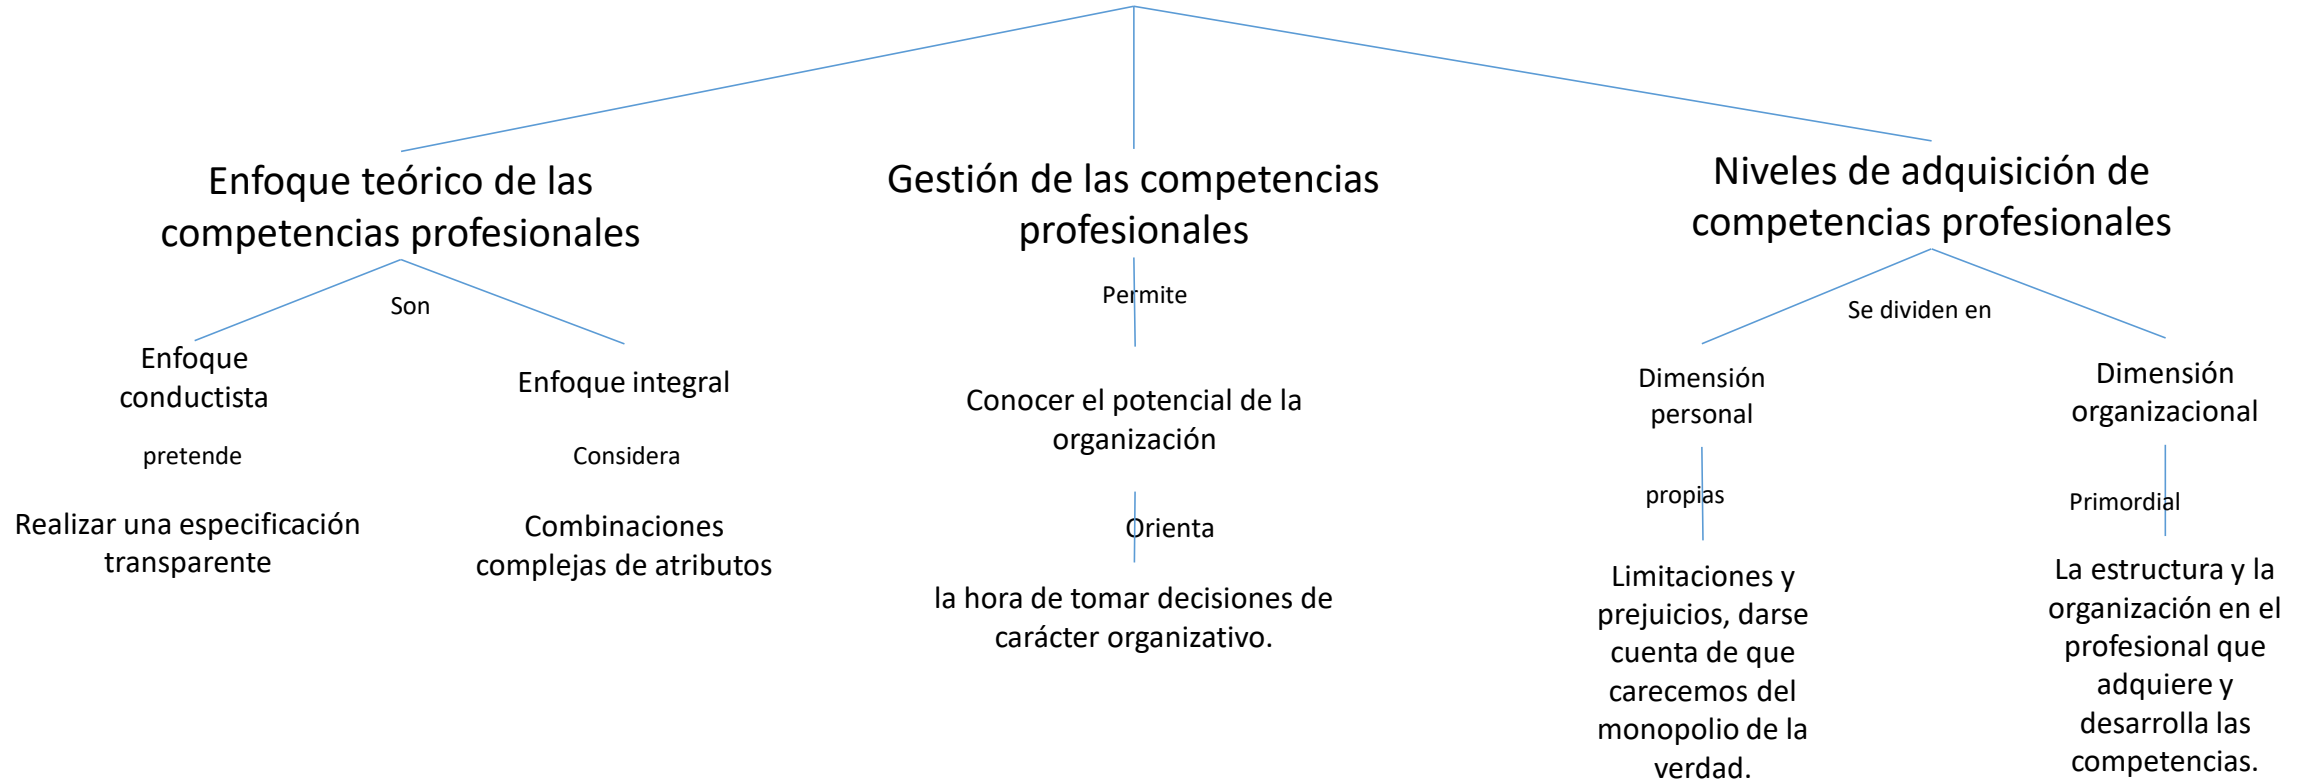 Enfoque teórico de las
competencias profesionales
Son
Enfoque
conductista
pretende
Realizar una especificación
transparente
Enfoque integral
Considera
Combinaciones
complejas de atributos
Gestión de las competencias
profesionales
Permite
Conocer el potencial de la
organización
Orienta
la hora de tomar decisiones de
carácter organizativo.
Niveles de adquisición de
competencias profesionales
Se dividen en
Dimensión
personal
propias
Limitaciones y
prejuicios, darse
cuenta de que
carecemos del
monopolio de la
verdad.
Dimensión
organizacional
Primordial
La estructura y la
organización en el
profesional que
adquiere y
desarrolla las
competencias.